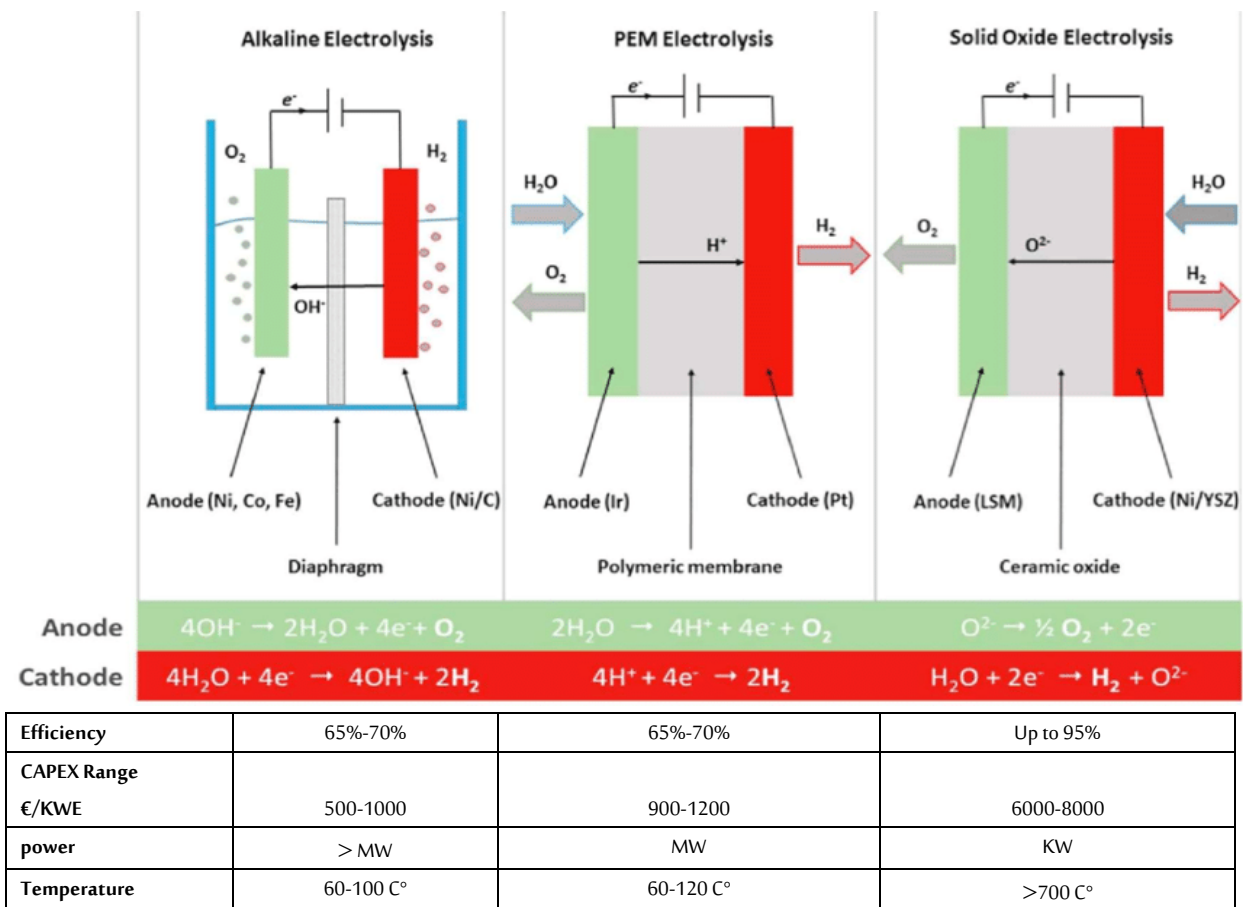 Alkaline Electrolysis
e⁻
O₂
H₂
OH⁻
Anode (Ni, Co, Fe)
Cathode (Ni/C)
Diaphragm
PEM Electrolysis
e⁻
H₂O
H₂
H⁺
O₂
Anode (Ir)
Cathode (Pt)
Polymeric membrane
Solid Oxide Electrolysis
e⁻
H₂O
O₂
O²⁻
H₂
Anode (LSM)
Cathode (Ni/YSZ)
Ceramic oxide
Anode 4OH⁻ → 2H₂O + 4e⁻+ O₂ 2H₂O → 4H⁺ + 4e⁻ + O₂ O²⁻ → ½ O₂ + 2e⁻
Cathode 4H₂O + 4e⁻ → 4OH⁻ + 2H₂ 4H⁺ + 4e⁻ → 2H₂ H₂O + 2e⁻ → H₂ + O²⁻
Efficiency 65%-70% 65%-70% Up to 95%
CAPEX Range
€/KWE 500-1000 900-1200 6000-8000
power > MW MW KW
Temperature 60-100 C° 60-120 C° >700 C°